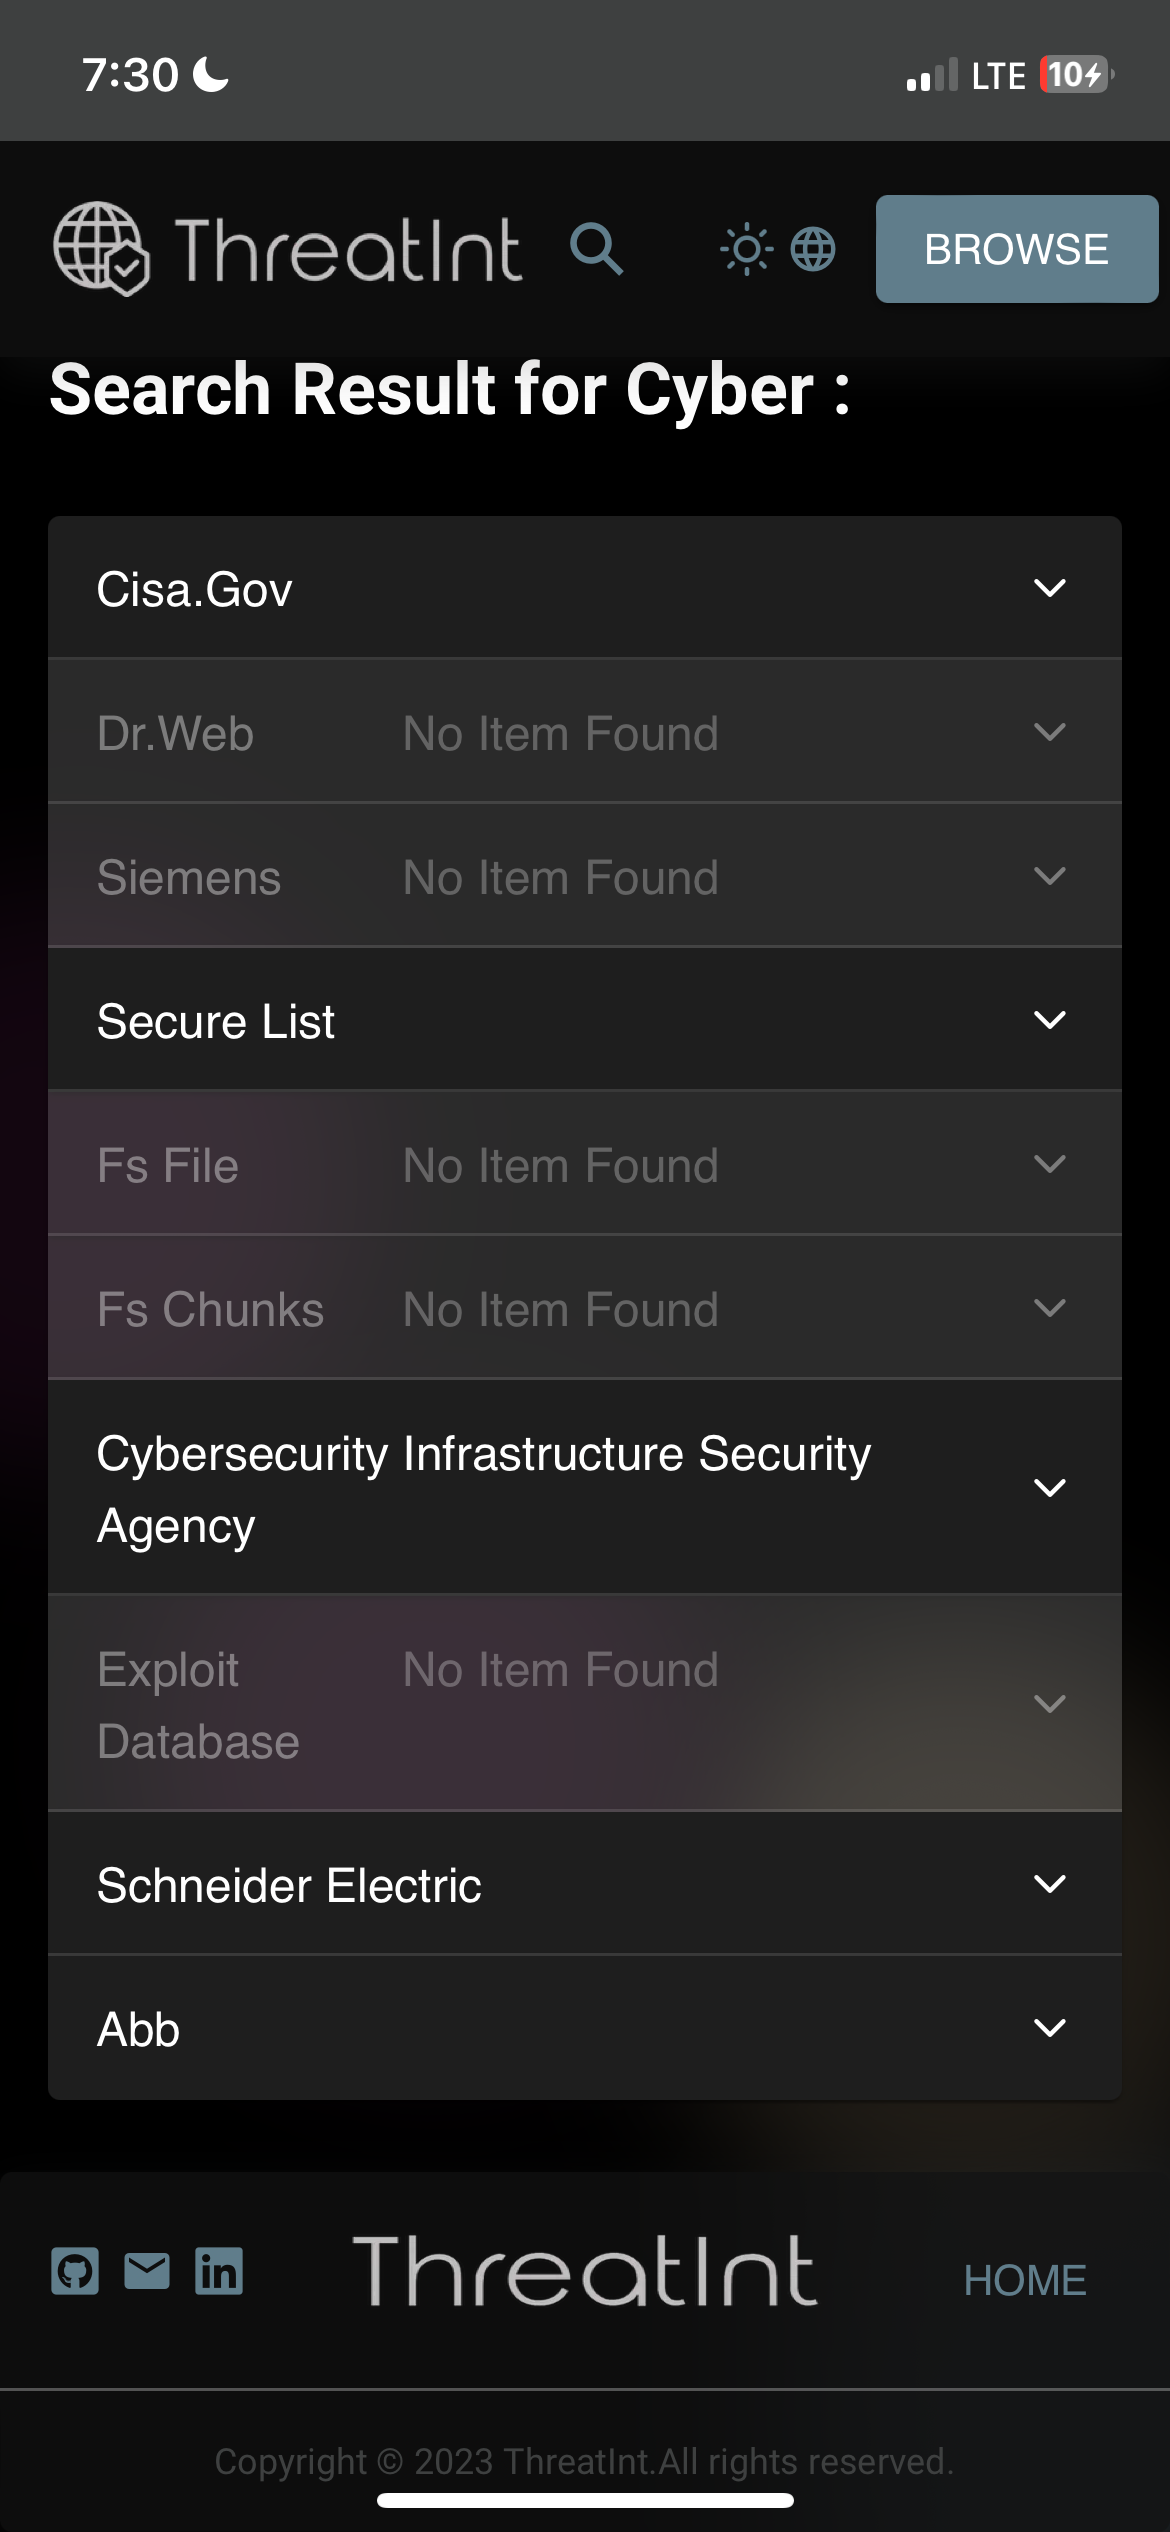 7:30 LTE 10
ThreatInt BROWSE
Search Result for Cyber :
Cisa.Gov
Dr.Web No Item Found
Siemens No Item Found
Secure List
Fs File No Item Found
Fs Chunks No Item Found
Cybersecurity Infrastructure Security
Agency
Exploit No Item Found
Database
Schneider Electric
Abb
in ThreatInt HOME
Copyright © 2023 ThreatInt.All rights reserved.